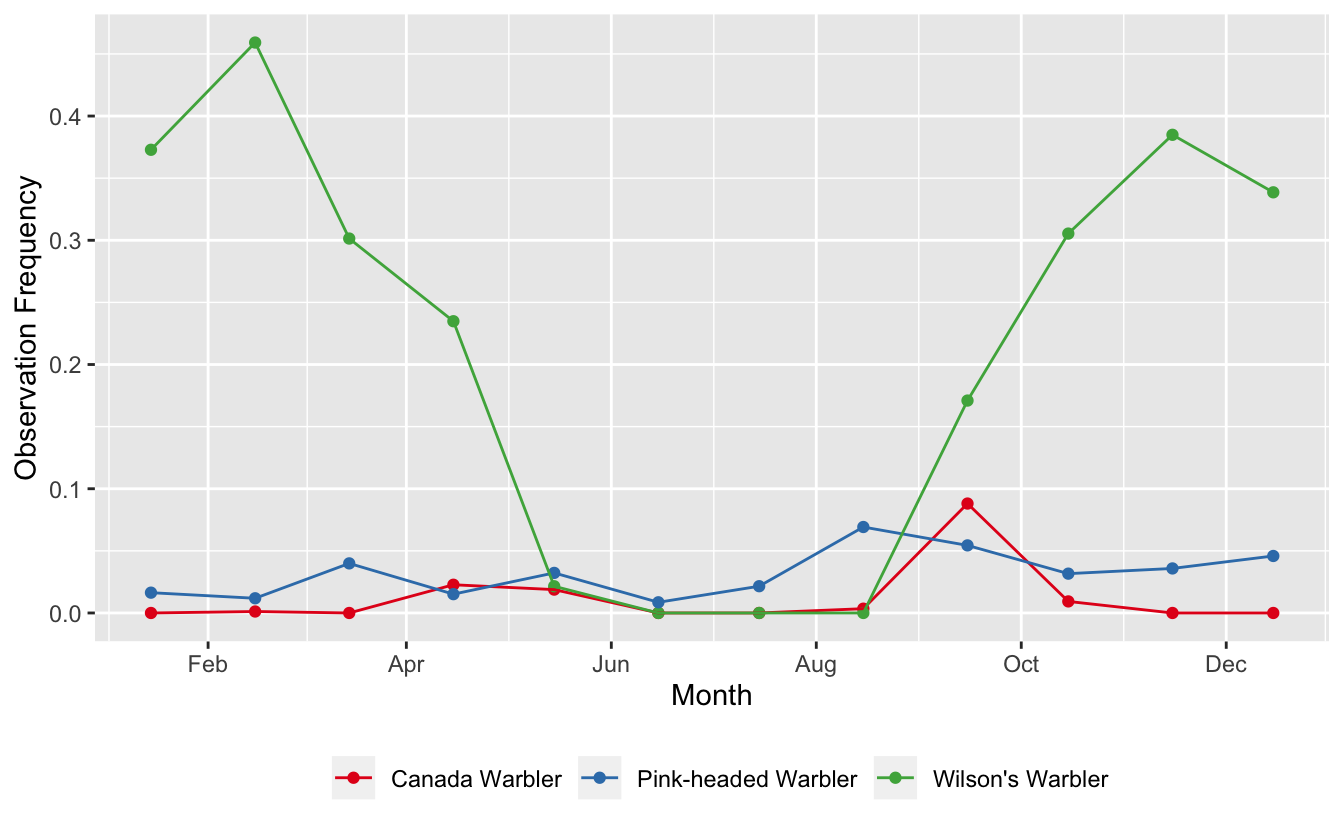 Observation Frequency
0.4
0.3
0.2
0.1
0.0
Feb Apr Jun Aug Oct Dec
Month
Canada Warbler Pink-headed Warbler Wilson's Warbler